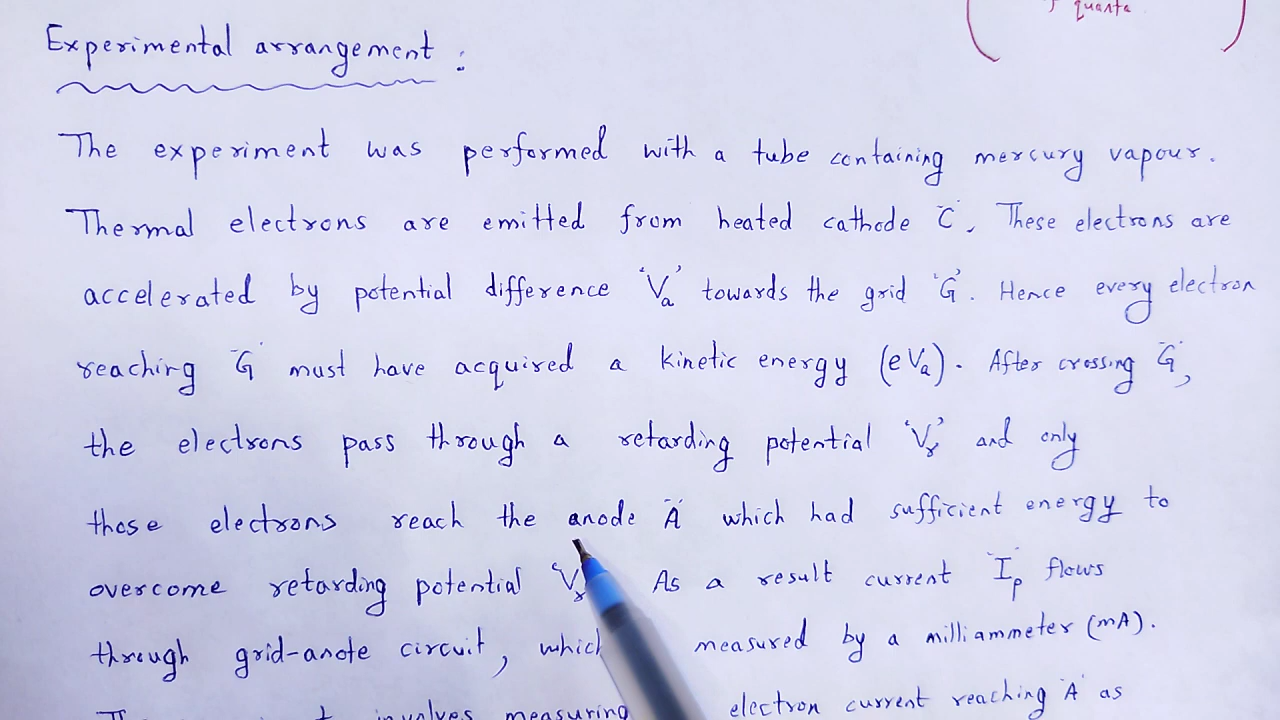 quanta
Experimental arrangement :
The experiment was performed with a tube containing mercury vapour.
Thermal electrons are emitted from heated cathode 'C'. These electrons are
accelerated by potential difference 'Va' towards the grid 'G'. Hence every electron
reaching 'G' must have acquired a kinetic energy (eVa). After crossing 'G',
the electrons pass through a retarding potential 'Vr' and only
those electrons reach the anode 'A' which had sufficient energy to
overcome retarding potential 'Vr As a result current 'Ip' flows
through grid-anote circuit, which measured by a milliammeter (mA).
involves measuring electron current reaching 'A' as